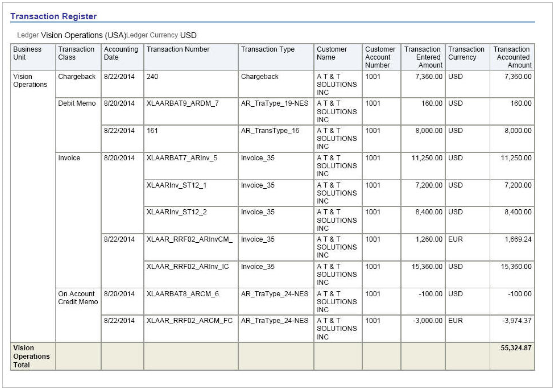 Transaction Register
Ledger Vision Operations (USA)Ledger Currency USD
Business Unit Transaction Class Accounting Date Transaction Number Transaction Type Customer Name Customer Account Number Transaction Entered Amount Transaction Currency Transaction Accounted Amount
Vision Operations Chargeback 8/22/2014 240 Chargeback A T & T SOLUTIONS INC 1001 7,360.00 USD 7,360.00
Debit Memo 8/20/2014 XLAARBAT9_ARDM_7 AR_TraType_19-NES A T & T SOLUTIONS INC 1001 160.00 USD 160.00
8/22/2014 161 AR_TransType_16 A T & T SOLUTIONS INC 1001 8,000.00 USD 8,000.00
Invoice 8/20/2014 XLAARBAT7_ARInv_5 Invoice_35 A T & T SOLUTIONS INC 1001 11,250.00 USD 11,250.00
XLAARInv_ST12_1 Invoice_35 A T & T SOLUTIONS INC 1001 7,200.00 USD 7,200.00
XLAARInv_ST12_2 Invoice_35 A T & T SOLUTIONS INC 1001 8,400.00 USD 8,400.00
8/22/2014 XLAAR_RRF02_ARInvCM_ Invoice_35 A T & T SOLUTIONS INC 1001 1,260.00 EUR 1,669.24
XLAAR_RRF02_ARInv_IC Invoice_35 A T & T SOLUTIONS INC 1001 15,360.00 USD 15,360.00
On Account Credit Memo 8/20/2014 XLAARBAT8_ARCM_6 AR_TraType_24-NES A T & T SOLUTIONS INC 1001 -100.00 USD -100.00
8/22/2014 XLAAR_RRF02_ARCM_FC AR_TraType_24-NES A T & T SOLUTIONS INC 1001 -3,000.00 EUR -3,974.37
Vision Operations Total 55,324.87